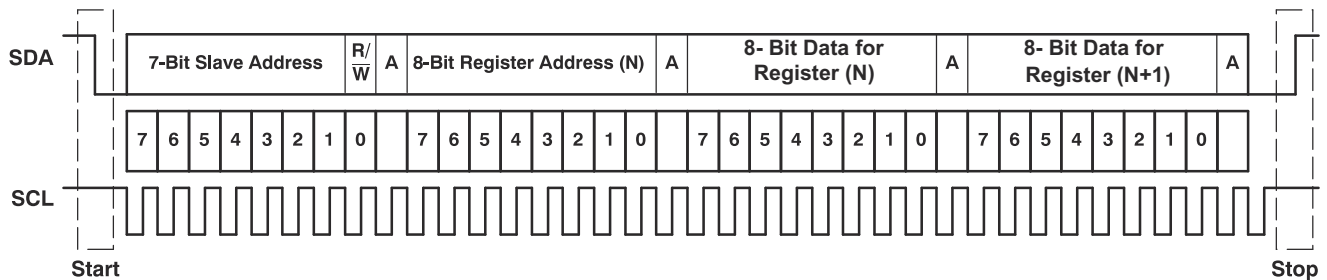 SDA
7-Bit Slave Address
R/
W
A
8-Bit Register Address (N)
A
8- Bit Data for
Register (N)
A
8- Bit Data for
Register (N+1)
A
7 6 5 4 3 2 1 0 7 6 5 4 3 2 1 0 7 6 5 4 3 2 1 0 7 6 5 4 3 2 1 0
SCL
Start
Stop